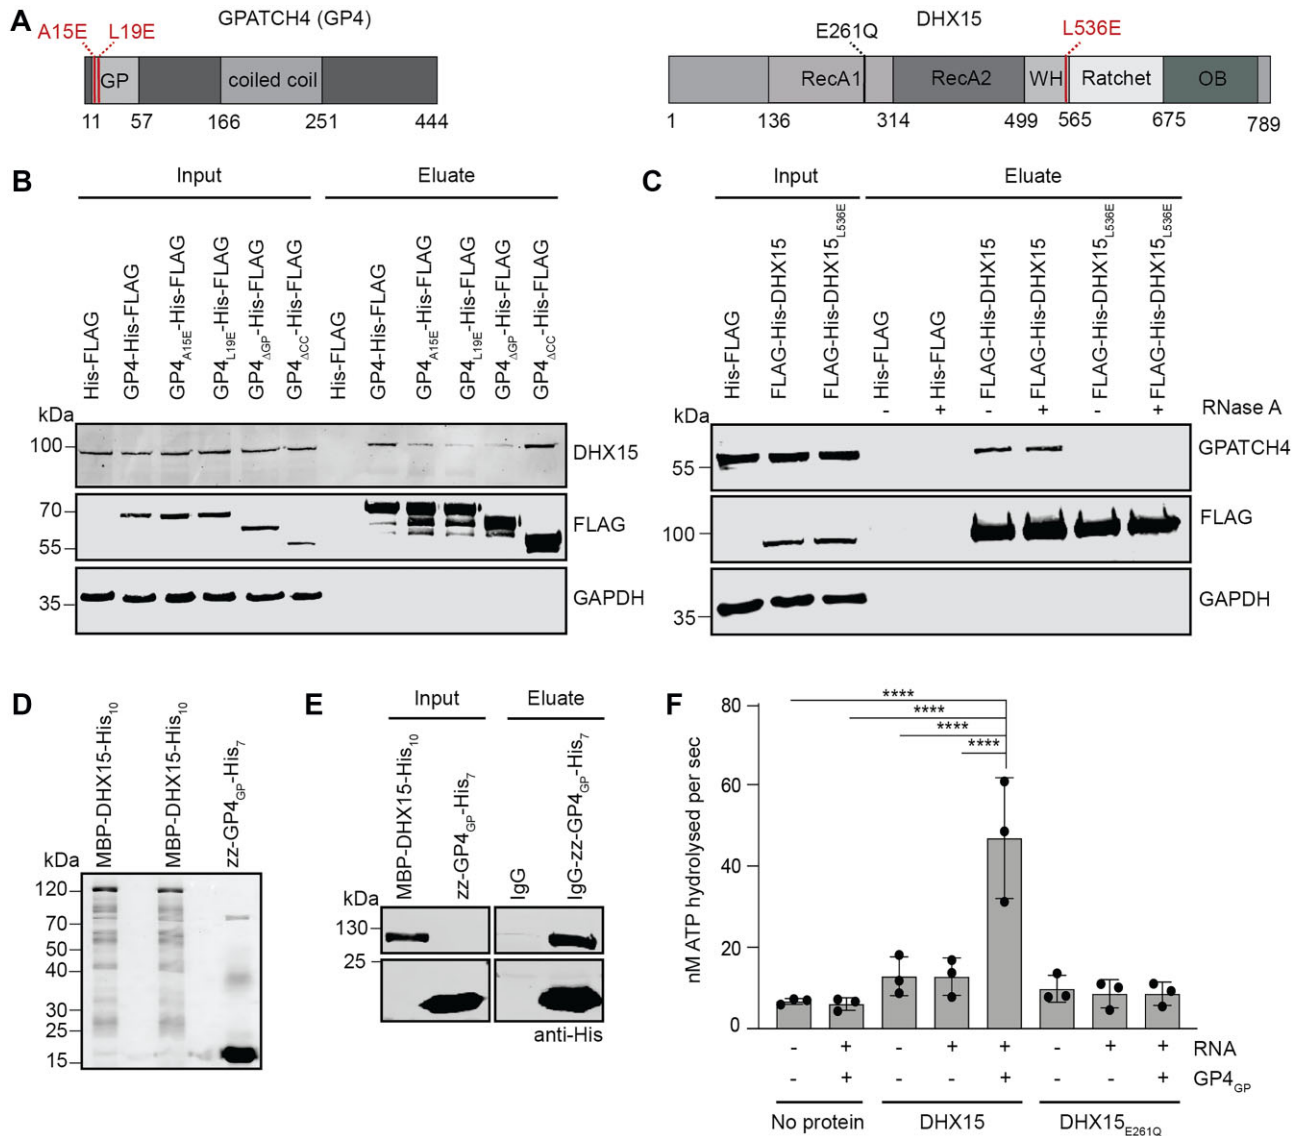 A
GPATCH4 (GP4)
A15E L19E
GP coiled coil
11 57 166 251 444
DHX15
E261Q L536E
RecA1 RecA2 WH Ratchet OB
1 136 314 499 565 675 789
B
Input Eluate
His-FLAG
GP4-His-FLAG
GP4A15E-His-FLAG
GP4L19E-His-FLAG
GP4ΔGP-His-FLAG
GP4ΔCC-His-FLAG
His-FLAG
GP4-His-FLAG
GP4A15E-His-FLAG
GP4L19E-His-FLAG
GP4ΔGP-His-FLAG
GP4ΔCC-His-FLAG
kDa
100 DHX15
70 FLAG
55
35 GAPDH
C
Input Eluate
His-FLAG
FLAG-His-DHX15
FLAG-His-DHX15L536E
His-FLAG
His-FLAG
FLAG-His-DHX15
FLAG-His-DHX15
FLAG-His-DHX15L536E
FLAG-His-DHX15L536E
- + - + - + RNase A
kDa
GPATCH4
55
FLAG
100
GAPDH
35
D
MBP-DHX15-His10
MBP-DHX15-His10
zz-GP4GP-His7
kDa
120
70
50
40
30
25
15
E
Input Eluate
MBP-DHX15-His10
zz-GP4GP-His7
IgG
IgG-zz-GP4GP-His7
kDa
130
25
anti-His
F
nM ATP hydrolysed per sec
80
60
40
20
0
****
****
****
****
- + - + + - + + RNA
- + - - + - - + GP4GP
No protein DHX15 DHX15E261Q